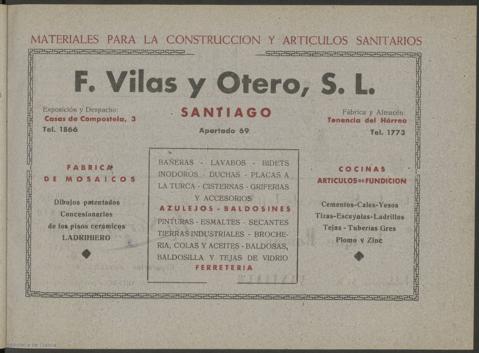 MATERIALES PARA LA CONSTRUCCION Y ARTICULOS SANITARIOS
F. Vilas y Otero, S. L.
Exposición y Despacho:
Casas de Compostela, 3
Tel. 1866
SANTIAGO
Apartado 69
Fábrica y Almacén:
Tenencia del Hórreo
Tel. 1773
FABRICA
DE MOSAICOS
Dibujos patentados
Concesionarios
de los pisos cerámicos
LADRIHIERO
BAÑERAS - LAVABOS - BIDETS
INODOROS - DUCHAS - PLACAS A
LA TURCA - CISTERNAS - GRIFERIAS
Y ACCESORIOS
AZULEJOS - BALDOSINES
PINTURAS - ESMALTES - SECANTES
TIERRAS INDUSTRIALES - BROCHE-
RIA, COLAS Y ACEITES - BALDOSAS,
BALDOSILLA Y TEJAS DE VIDRIO
FERRETERIA
COCINAS
ARTICULOS DE FUNDICION
Cementos-Cales-Yesos
Tizas-Escayolas-Ladrillos
Tejas - Tuberías Gres
Plomo y Zinc